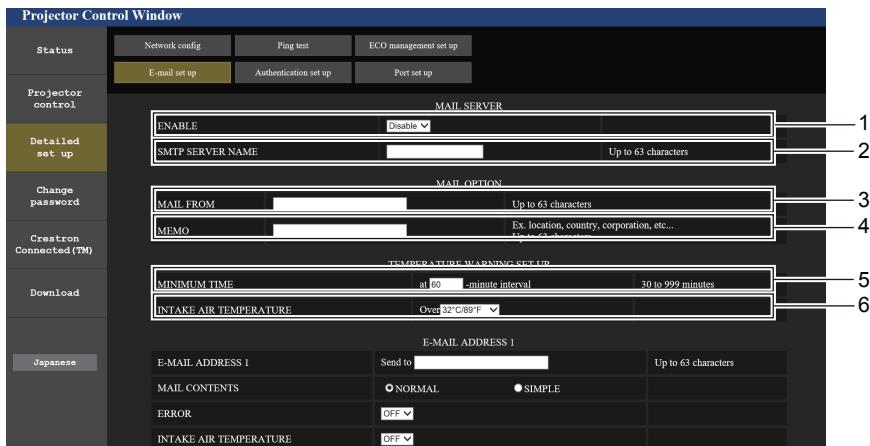 Projector Control Window
Status
Projector
control
Detailed
set up
Change
password
Crestron
Connected(TM)
Download
Japanese
Network config Ping test ECO management set up
E-mail set up Authentication set up Port set up
MAIL SERVER
ENABLE Disable 1
SMTP SERVER NAME Up to 63 characters 2
MAIL OPTION
MAIL FROM Up to 63 characters 3
MEMO Ex. location, country, corporation, etc... 4
Up to 63 characters
TEMPERATURE WARNING SET UP
MINIMUM TIME at 60 -minute interval 30 to 999 minutes 5
INTAKE AIR TEMPERATURE Over 32°C/89°F 6
E-MAIL ADDRESS 1
E-MAIL ADDRESS 1 Send to Up to 63 characters
MAIL CONTENTS NORMAL SIMPLE
ERROR OFF
INTAKE AIR TEMPERATURE OFF